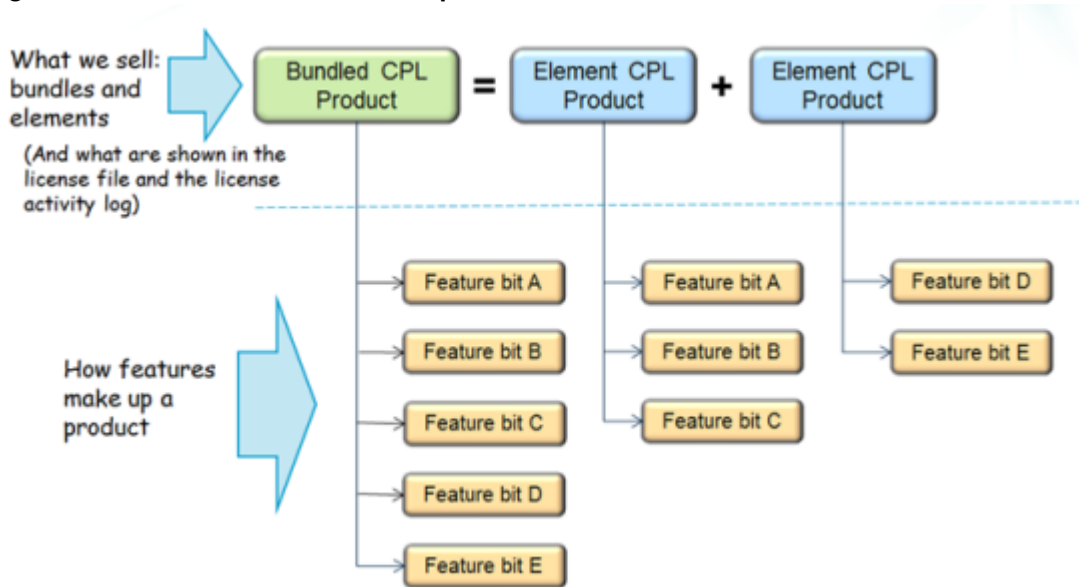 What we sell:
bundles and
elements
(And what are shown in the
license file and the license
activity log)
Bundled CPL
Product
=
Element CPL
Product
+
Element CPL
Product
How features
make up a
product
Feature bit A
Feature bit B
Feature bit C
Feature bit D
Feature bit E
Feature bit A
Feature bit B
Feature bit C
Feature bit D
Feature bit E